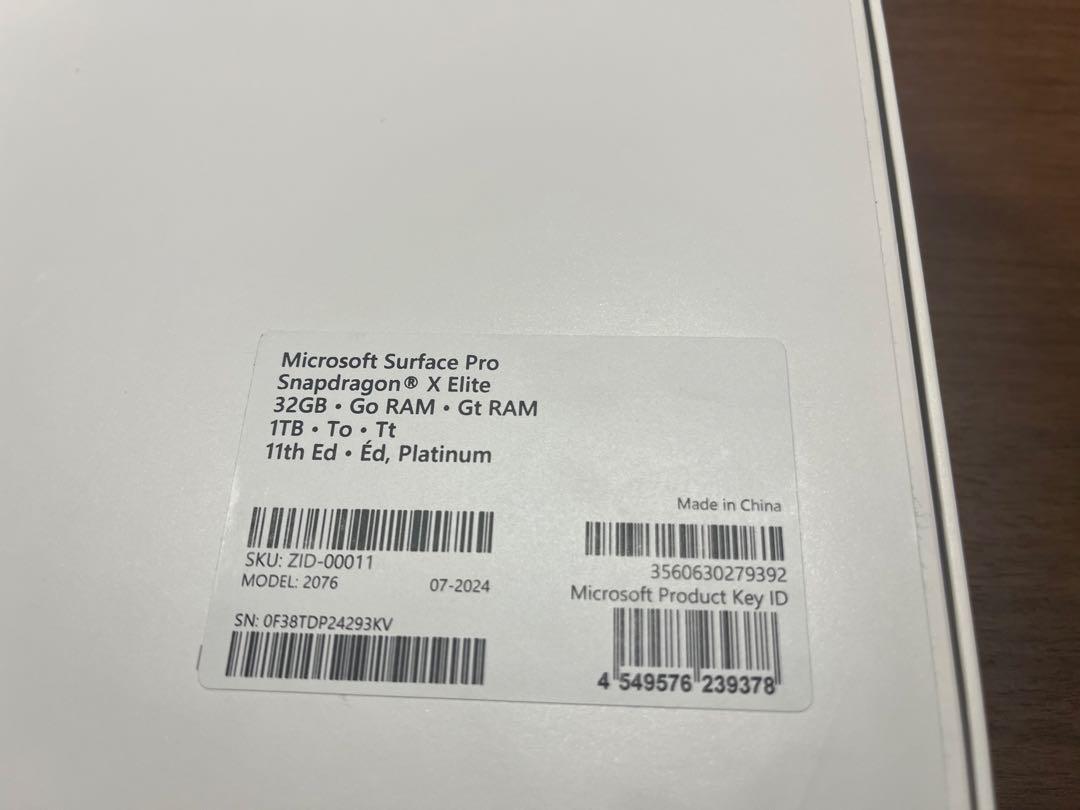 Microsoft Surface Pro
Snapdragon® X Elite
32GB • Go RAM • Gt RAM
1TB • To • Tt
11th Ed • Éd, Platinum
Made in China
SKU: ZID-00011
MODEL: 2076
07-2024
3560630279392
Microsoft Product Key ID
SN: 0F38TDP24293KV
4 549576 239378